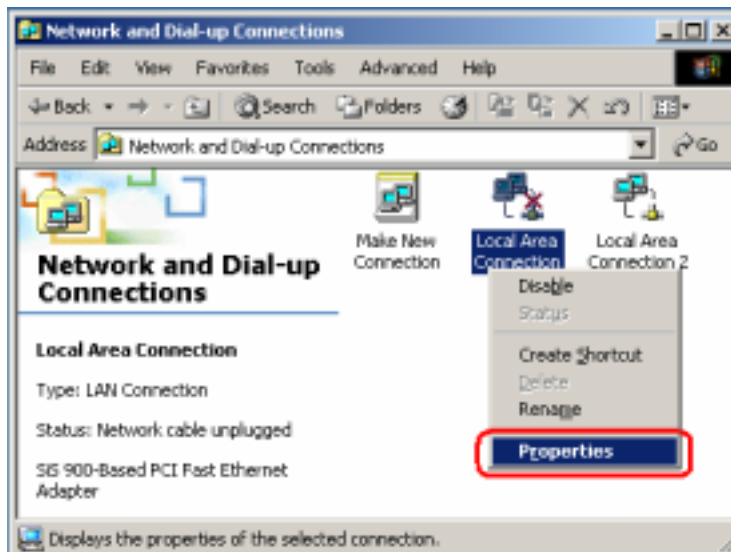 Network and Dial-up Connections
File Edit View Favorites Tools Advanced Help
Back Search Folders
Address Network and Dial-up Connections Go
Make New Connection
Local Area Connection
Local Area Connection 2
Network and Dial-up
Connections
Disable
Status
Create Shortcut
Delete
Rename
Properties
Local Area Connection
Type: LAN Connection
Status: Network cable unplugged
SiS 900-Based PCI Fast Ethernet
Adapter
Displays the properties of the selected connection.